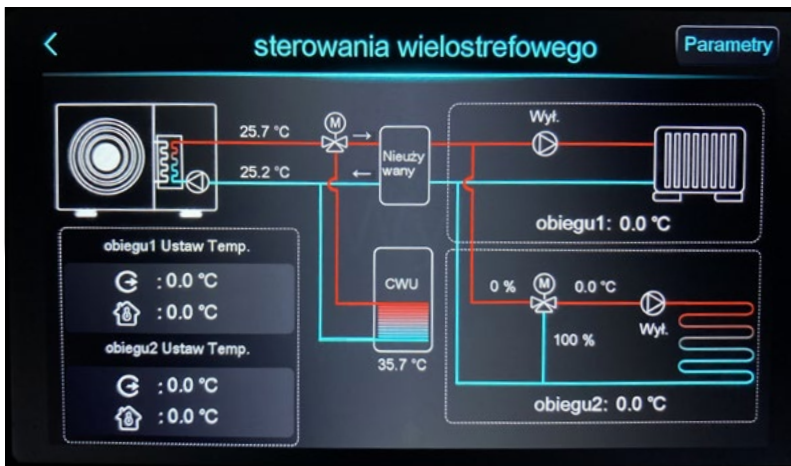 sterowania wielostrefowego
Parametry
25.7 °C
M
Wył.
25.2 °C
Nieuży
wany
obiegu1: 0.0 °C
obiegu1 Ustaw Temp.
: 0.0 °C
: 0.0 °C
CWU
0 %
M
0.0 °C
Wył.
100 %
obiegu2 Ustaw Temp.
35.7 °C
: 0.0 °C
: 0.0 °C
obiegu2: 0.0 °C